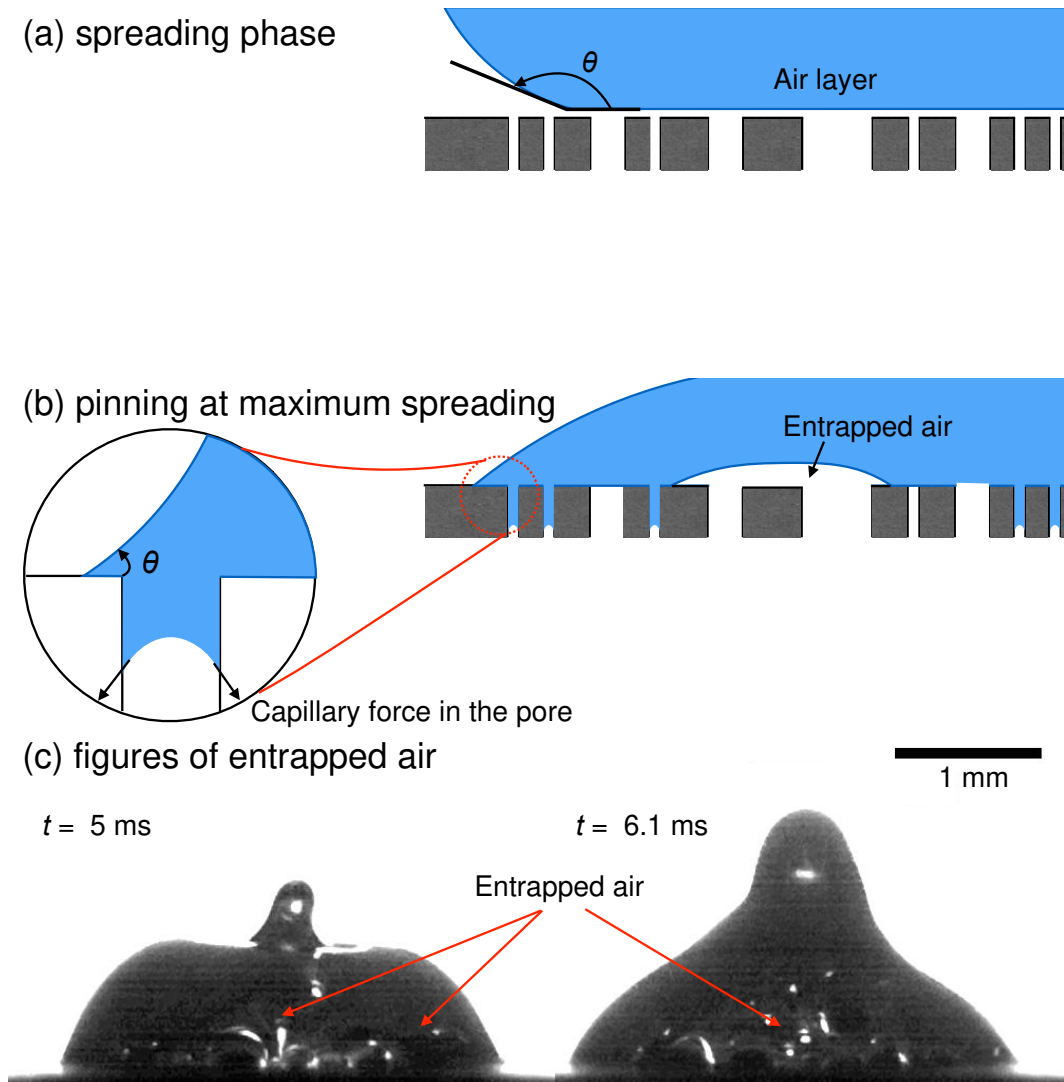 (a) spreading phase
θ
Air layer
(b) pinning at maximum spreading
Entrapped air
θ
Capillary force in the pore
(c) figures of entrapped air
1 mm
t = 5 ms
t = 6.1 ms
Entrapped air